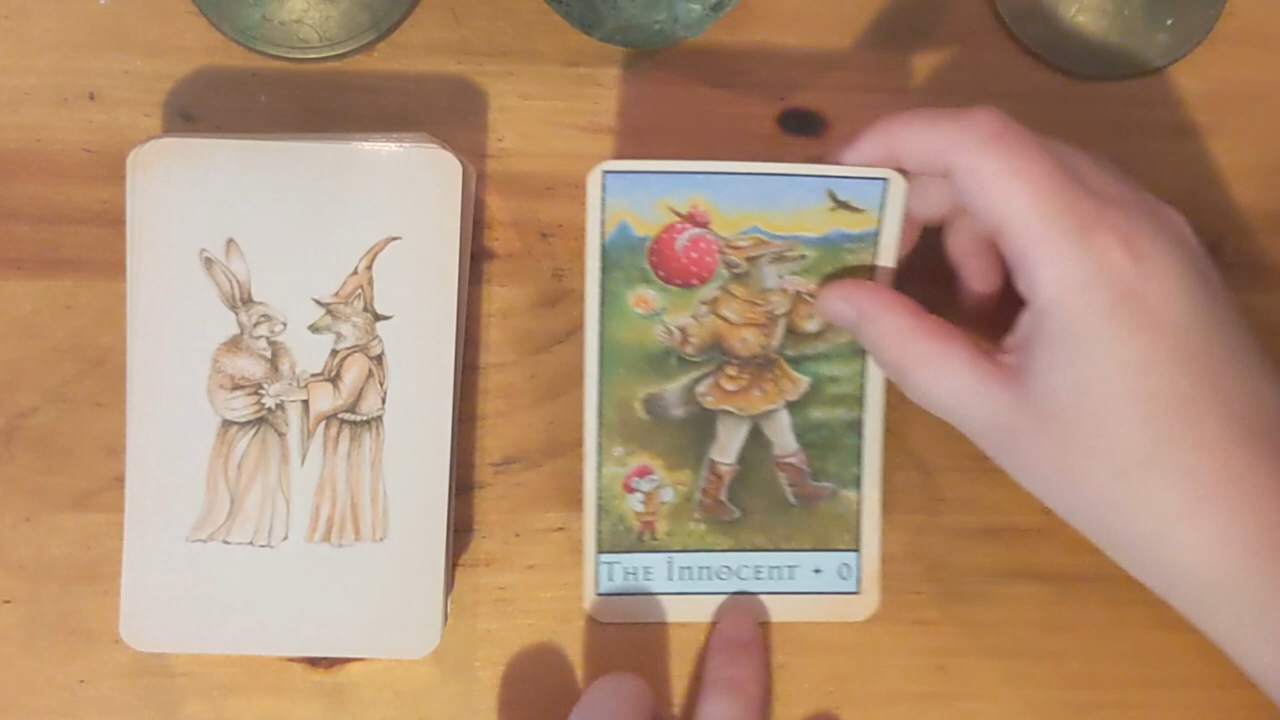 The Innocent ✦ 0